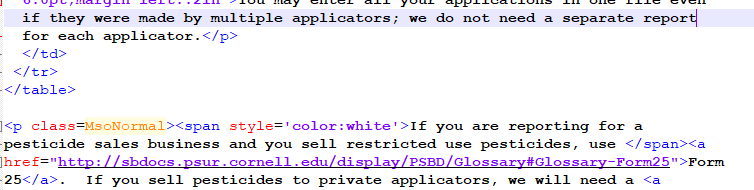 6.0pt;margin-left:.2in'>You may enter all your applications in one file even
if they were made by multiple applicators; we do not need a separate report
for each applicator.</p>
</td>
</tr>
</table>
<p class=MsoNormal><span style='color:white'>If you are reporting for a
pesticide sales business and you sell restricted use pesticides, use </span><a
href="http://sbdocs.psur.cornell.edu/display/PSBD/Glossary#Glossary-Form25">Form
25</a>.  If you sell pesticides to private applicators, we will need a <a